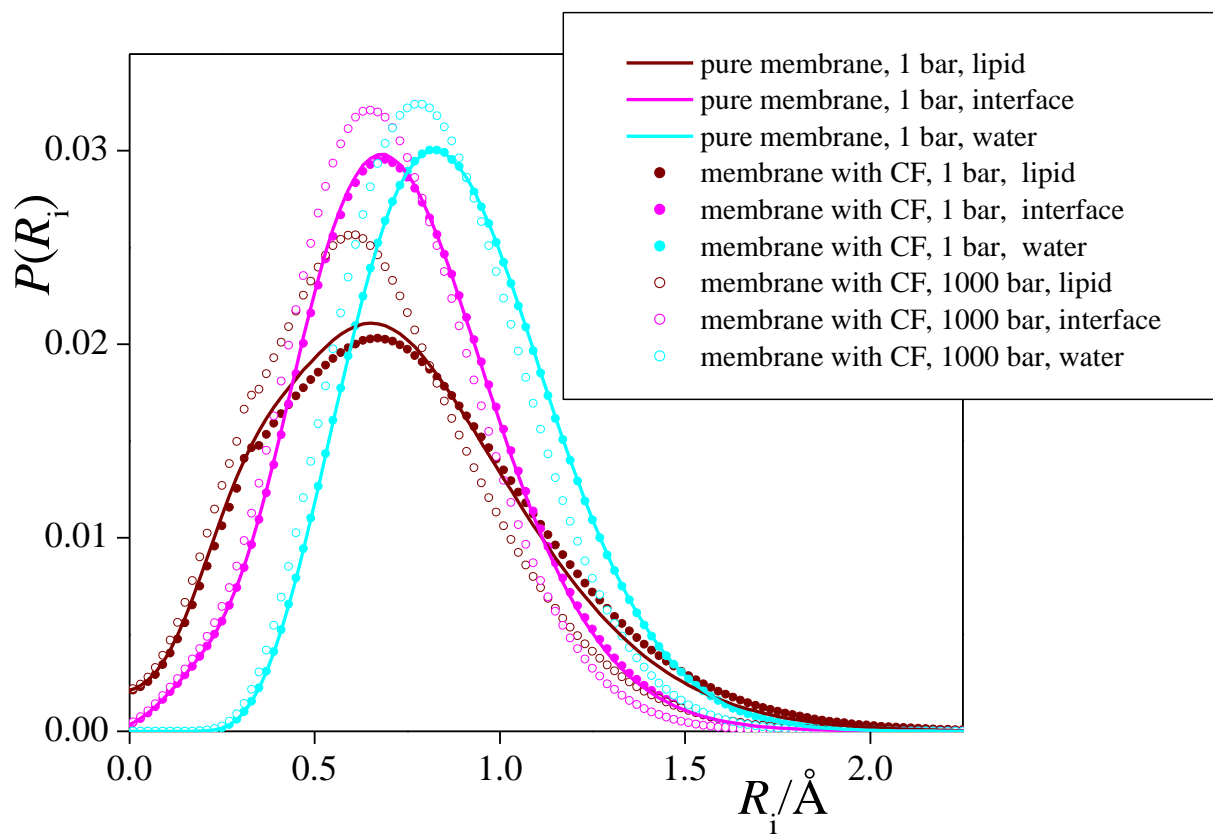 pure membrane, 1 bar, lipid
pure membrane, 1 bar, interface
pure membrane, 1 bar, water
membrane with CF, 1 bar,  lipid
membrane with CF, 1 bar,  interface
membrane with CF, 1 bar,  water
membrane with CF, 1000 bar, lipid
membrane with CF, 1000 bar, interface
membrane with CF, 1000 bar, water
P(Ri)
0.03
0.02
0.01
0.00
0.0 0.5 1.0 1.5 2.0
Ri/Å